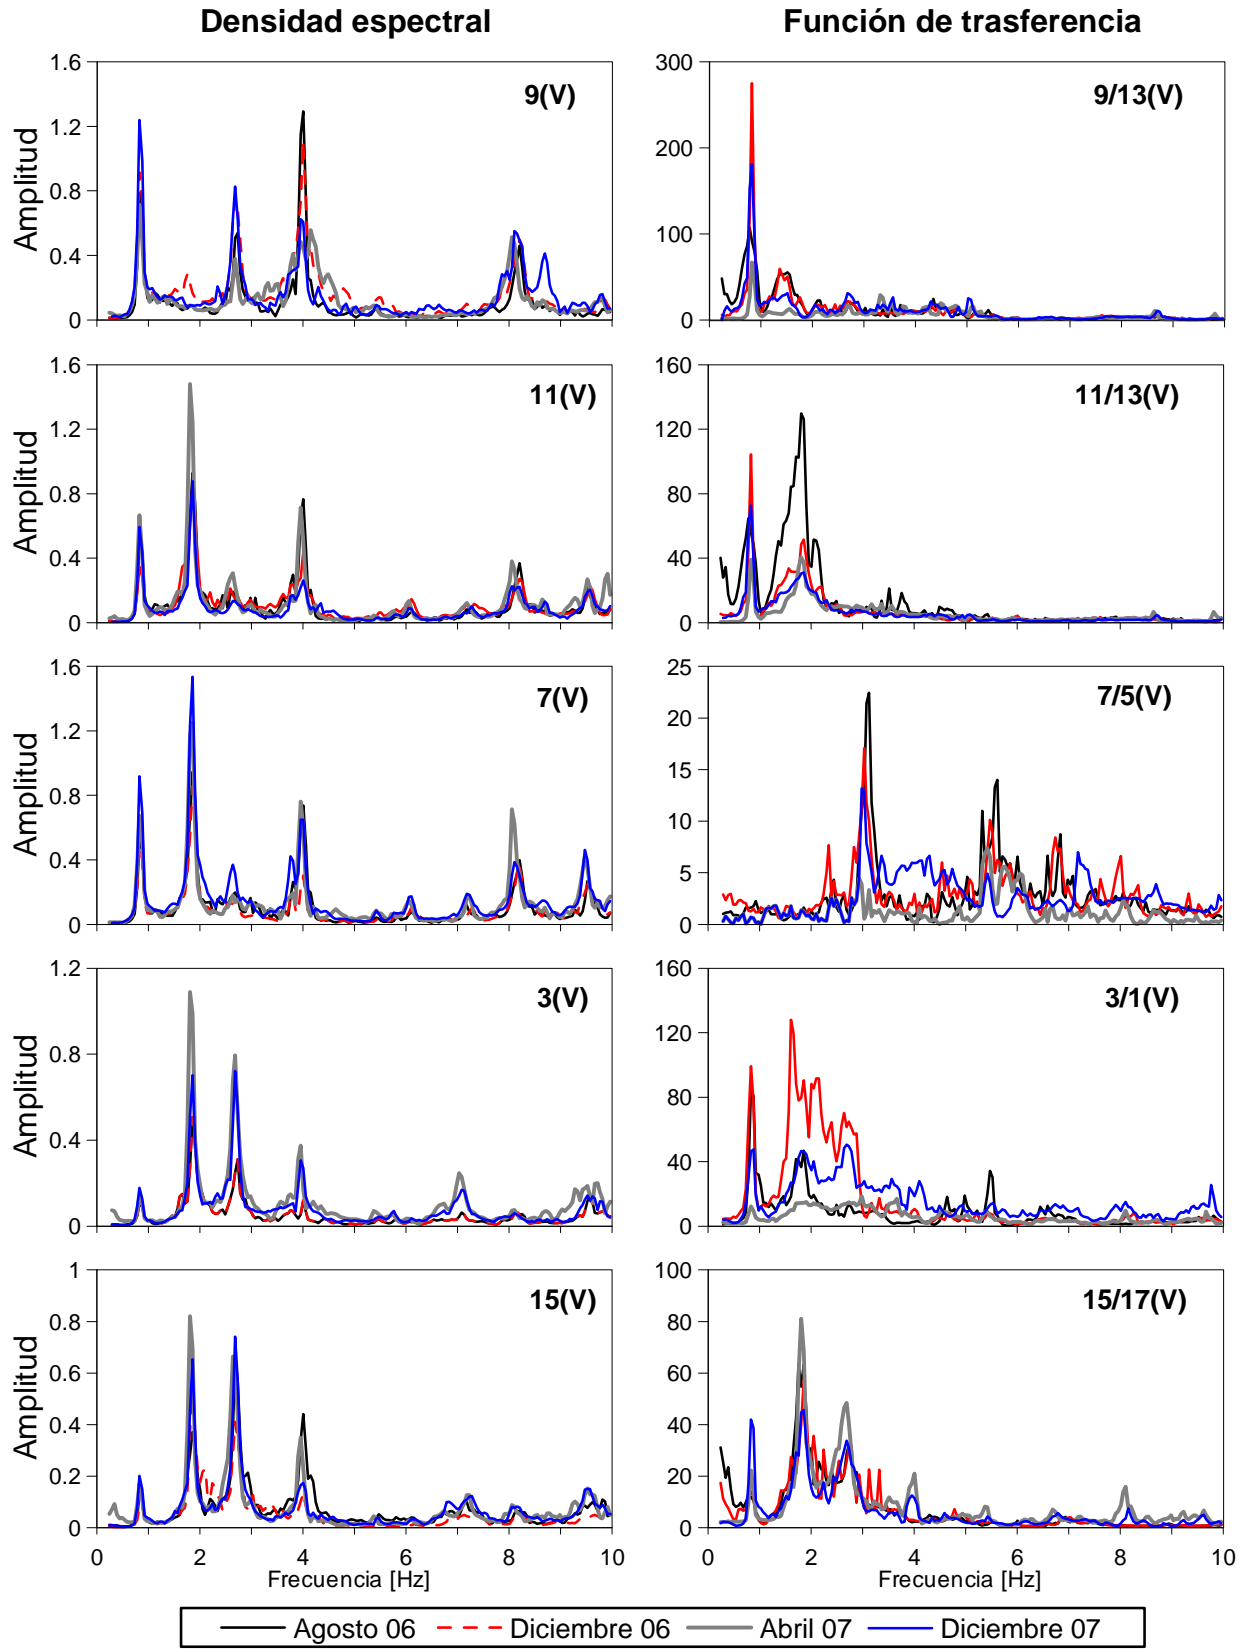 Densidad espectral
Función de trasferencia
1.6
1.2
0.8
0.4
0
Amplitud
9(V)
300
200
100
0
9/13(V)
1.6
1.2
0.8
0.4
0
Amplitud
11(V)
160
120
80
40
0
11/13(V)
1.6
1.2
0.8
0.4
0
Amplitud
7(V)
25
20
15
10
5
0
7/5(V)
1.2
0.8
0.4
0
Amplitud
3(V)
160
120
80
40
0
3/1(V)
1
0.8
0.6
0.4
0.2
0
Amplitud
15(V)
0 2 4 6 8 10
Frecuencia [Hz]
100
80
60
40
20
0
15/17(V)
0 2 4 6 8 10
Frecuencia [Hz]
Agosto 06 Diciembre 06 Abril 07 Diciembre 07